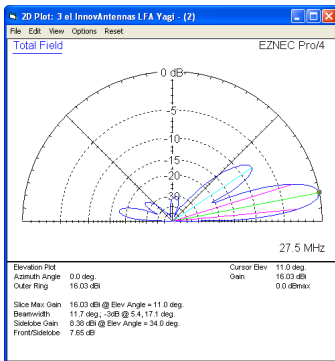 2D Plot: 3 el InnovAntennas LFA Yagi - (2)
File Edit View Options Reset
Total Field
EZNEC Pro/4
0 dB
-5
-10
-15
-20
-30
27.5 MHz
Elevation Plot
Cursor Elev 11.0 deg.
Azimuth Angle 0.0 deg.
Gain 16.03 dBi
Outer Ring 16.03 dBi
0.0 dBmax
Slice Max Gain 16.03 dBi @ Elev Angle = 11.0 deg.
Beamwidth 11.7 deg.; -3dB @ 5.4, 17.1 deg.
Sidelobe Gain 8.38 dBi @ Elev Angle = 34.0 deg.
Front/Sidelobe 7.65 dB